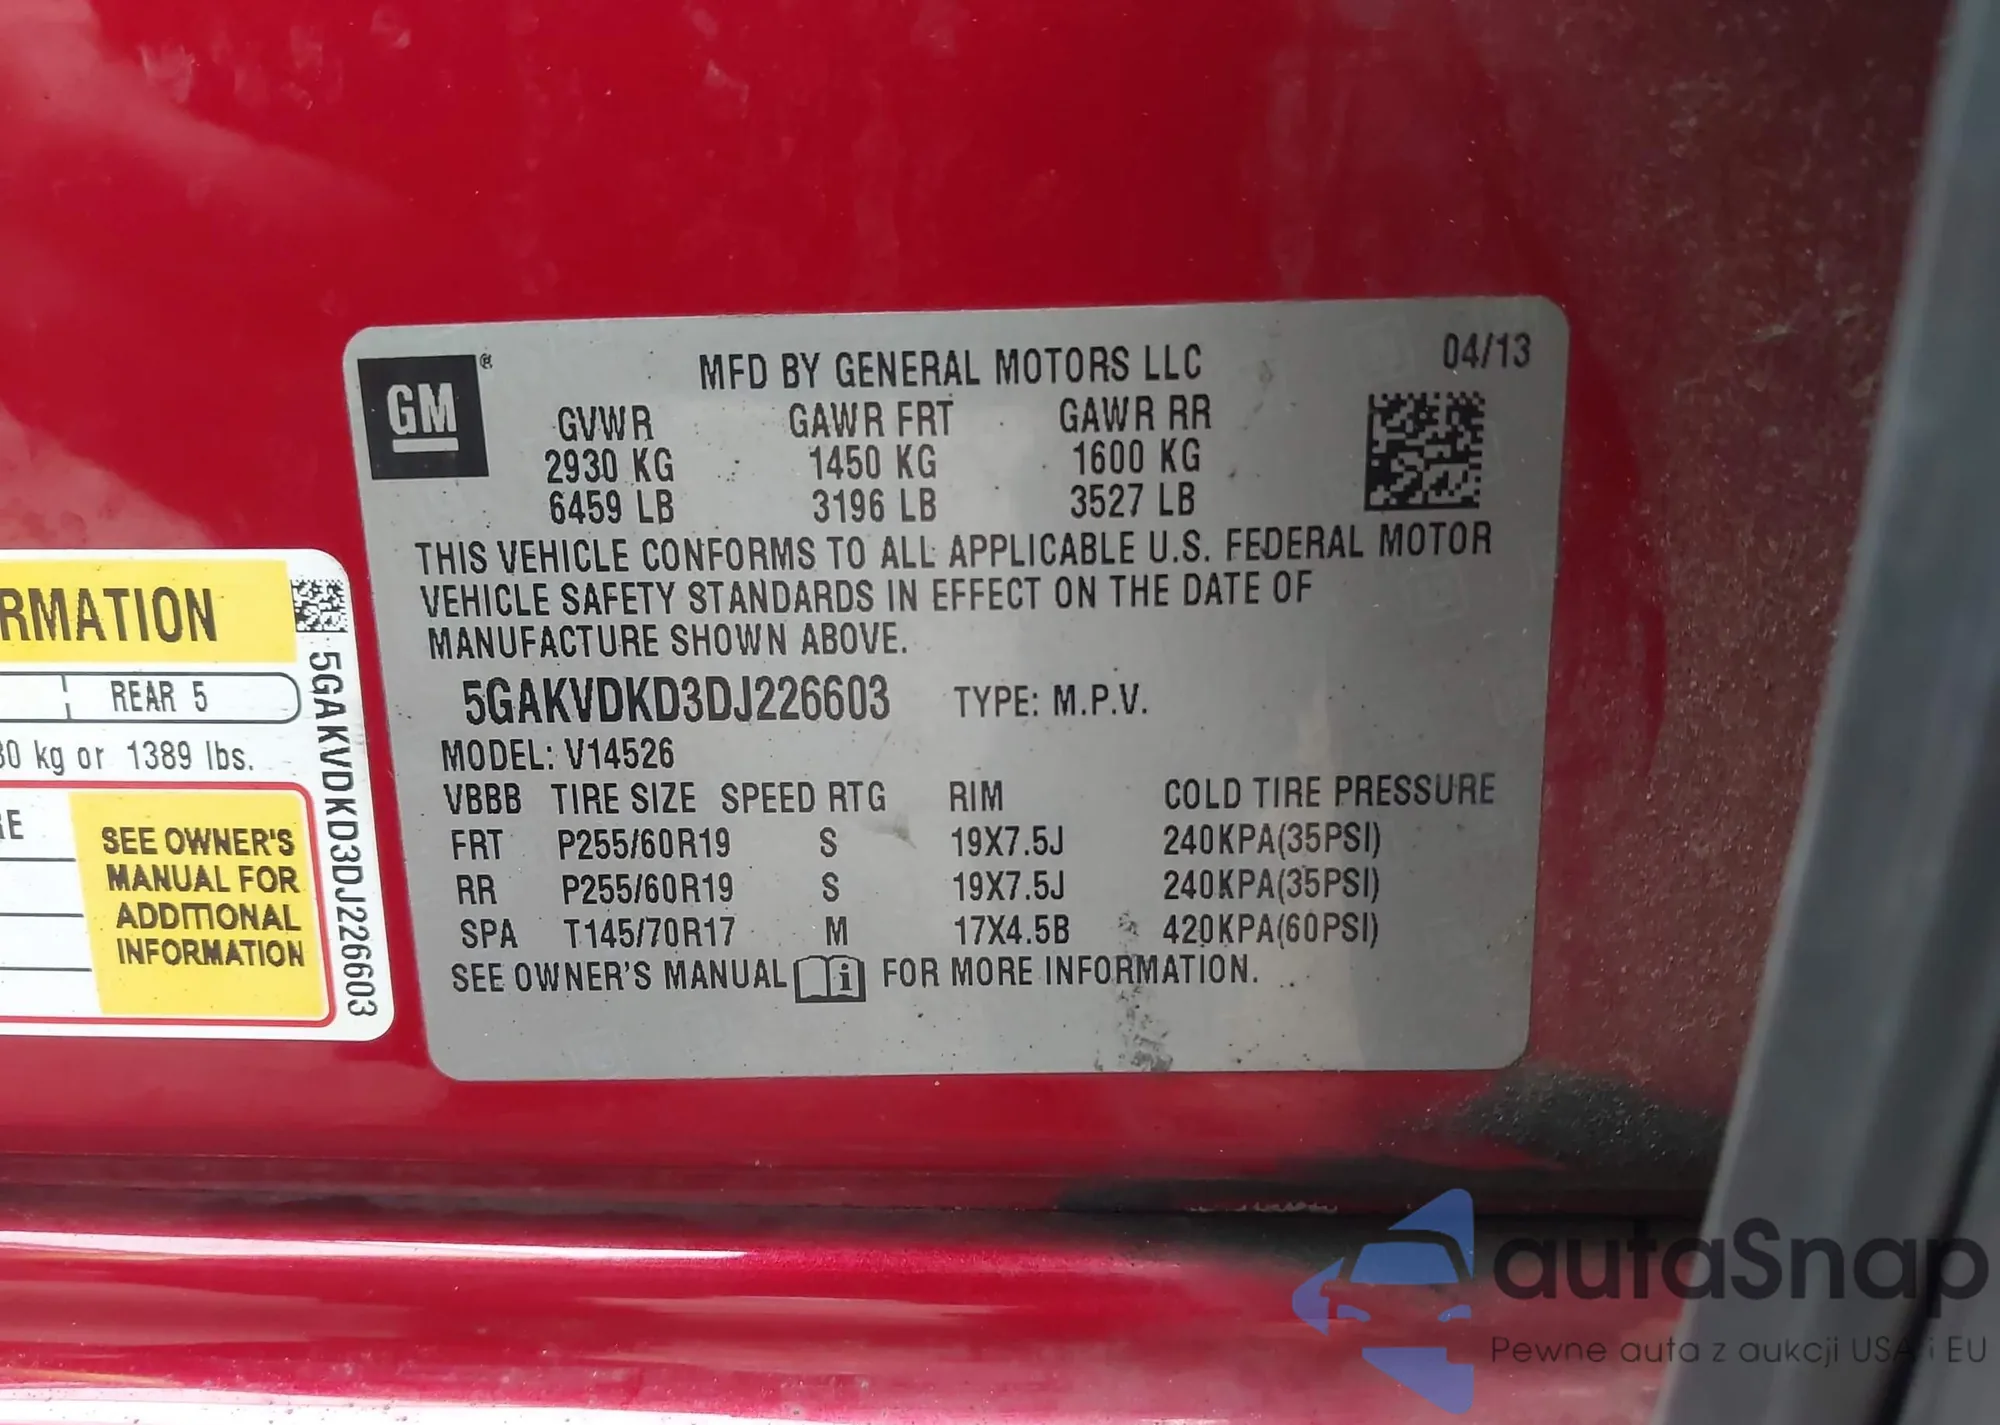 GM ®
MFD BY GENERAL MOTORS LLC 04/13
GVWR GAWR FRT GAWR RR
2930 KG 1450 KG 1600 KG
6459 LB 3196 LB 3527 LB
THIS VEHICLE CONFORMS TO ALL APPLICABLE U.S. FEDERAL MOTOR
VEHICLE SAFETY STANDARDS IN EFFECT ON THE DATE OF
MANUFACTURE SHOWN ABOVE.
5GAKVDKD3DJ226603 TYPE: M.P.V.
MODEL: V14526
VBBB TIRE SIZE SPEED RTG RIM COLD TIRE PRESSURE
FRT P255/60R19 S 19X7.5J 240KPA(35PSI)
RR P255/60R19 S 19X7.5J 240KPA(35PSI)
SPA T145/70R17 M 17X4.5B 420KPA(60PSI)
SEE OWNER'S MANUAL i FOR MORE INFORMATION.
RMATION
REAR 5
kg or 1389 lbs.
SEE OWNER'S
MANUAL FOR
ADDITIONAL
INFORMATION
5GAKVDKD3DJ226603
autaSnap
Pewne auta z aukcji USA i EU